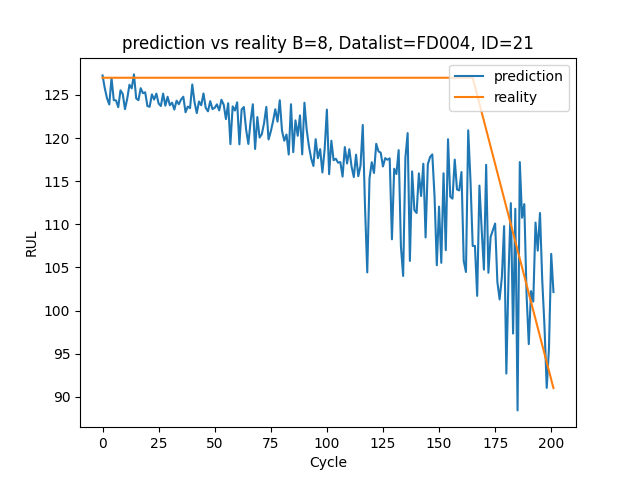 prediction vs reality B=8, Datalist=FD004, ID=21
prediction
reality
RUL
125
120
115
110
105
100
95
90
0 25 50 75 100 125 150 175 200
Cycle